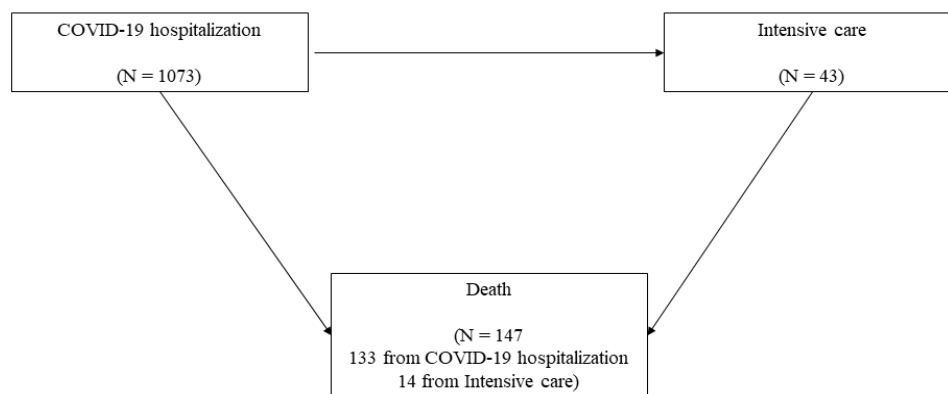 COVID-19 hospitalization
(N = 1073)
Intensive care
(N = 43)
Death
(N = 147
133 from COVID-19 hospitalization
14 from Intensive care)